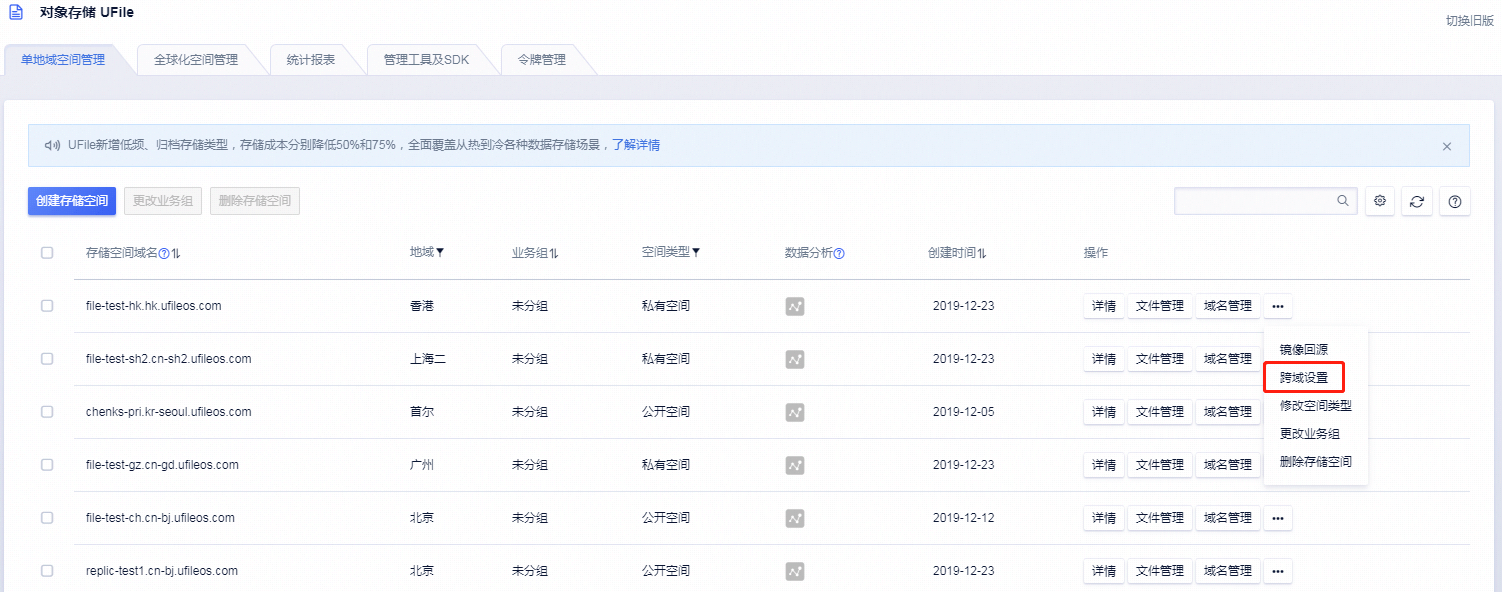 对象存储 UFile
切换旧版
单地域空间管理 全球化空间管理 统计报表 管理工具及SDK 令牌管理
UFile新增低频、归档存储类型，存储成本分别降低50%和75%，全面覆盖从热到冷各种数据存储场景，了解详情
创建存储空间 更改业务组 删除存储空间
存储空间域名 地域 业务组 空间类型 数据分析 创建时间 操作
file-test-hk.hk.ufileos.com 香港 未分组 私有空间 2019-12-23 详情 文件管理 域名管理 •••
镜像回源
file-test-sh2.cn-sh2.ufileos.com 上海二 未分组 私有空间 2019-12-23 详情 文件管理 域名管理
跨域设置
修改空间类型
chenks-pri.kr-seoul.ufileos.com 首尔 未分组 公开空间 2019-12-05 详情 文件管理 域名管理
更改业务组
删除存储空间
file-test-gz.cn-gd.ufileos.com 广州 未分组 私有空间 2019-12-23 详情 文件管理 域名管理
file-test-ch.cn-bj.ufileos.com 北京 未分组 公开空间 2019-12-12 详情 文件管理 域名管理 •••
replic-test1.cn-bj.ufileos.com 北京 未分组 公开空间 2019-12-23 详情 文件管理 域名管理 •••